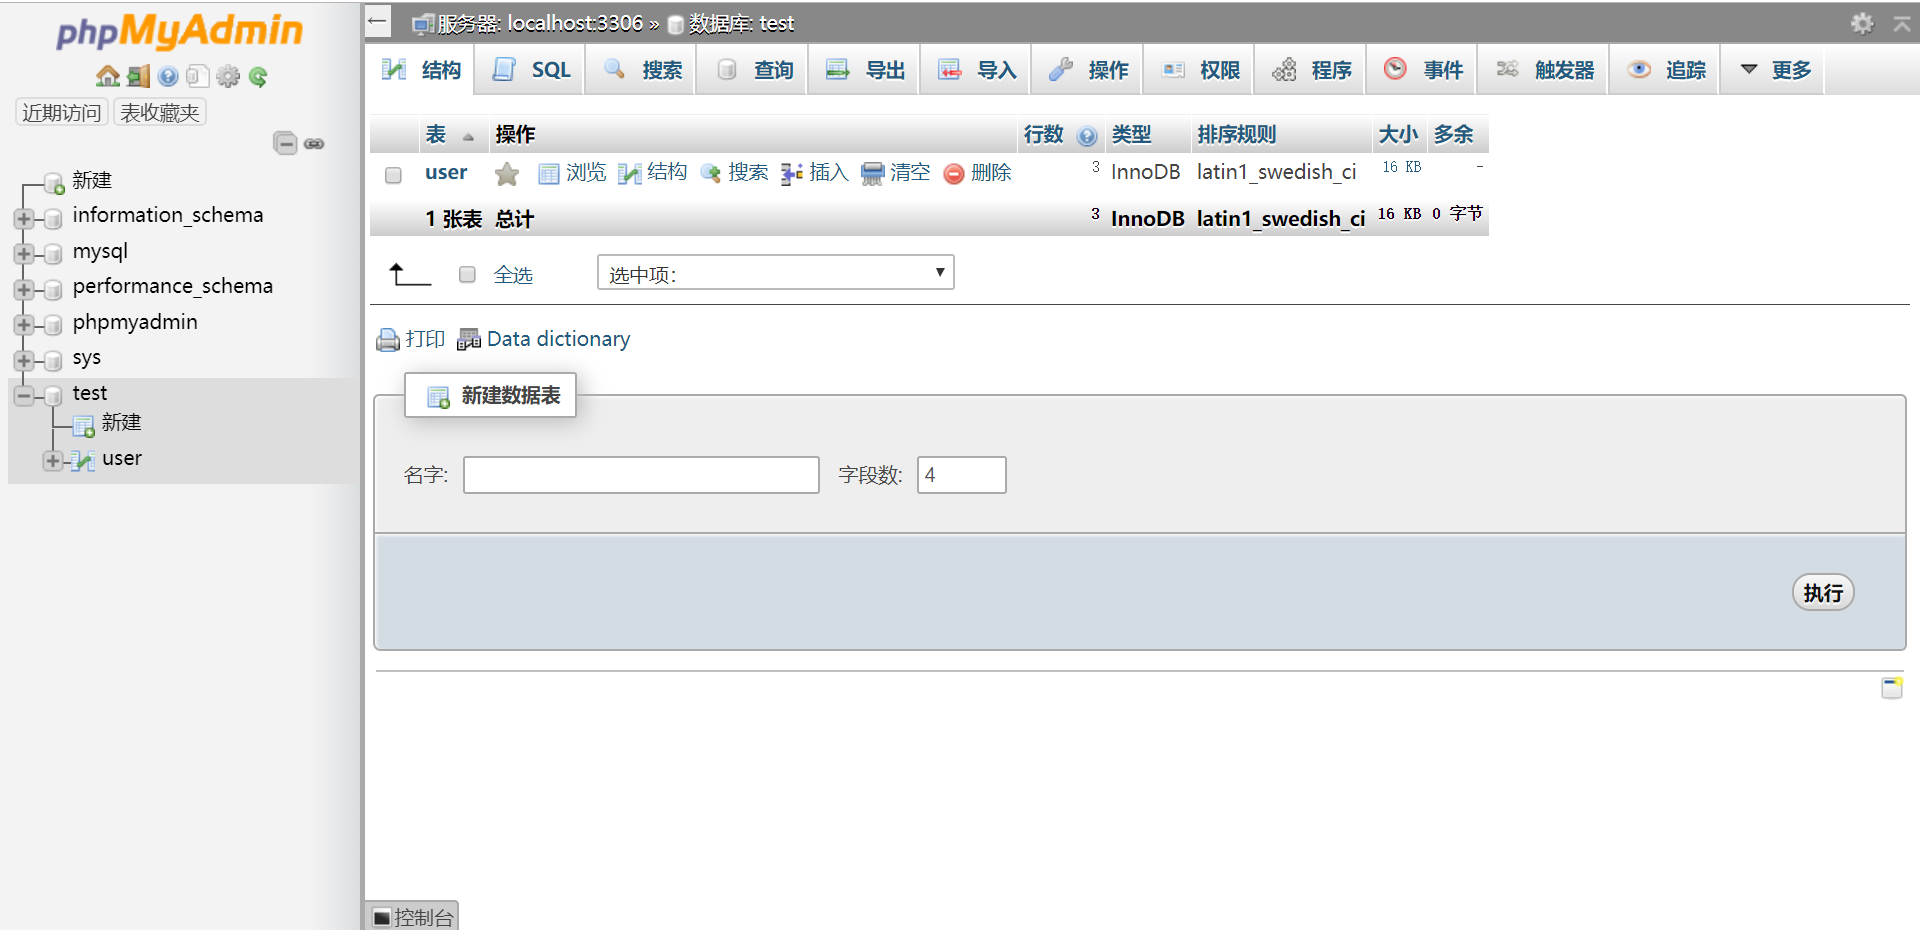 phpMyAdmin
近期访问 表收藏夹
新建
information_schema
mysql
performance_schema
phpmyadmin
sys
test
新建
user
服务器: localhost:3306 » 数据库: test
结构 SQL 搜索 查询 导出 导入 操作 权限 程序 事件 触发器 追踪 更多
表 操作 行数 类型 排序规则 大小 多余
user 浏览 结构 搜索 插入 清空 删除 3 InnoDB latin1_swedish_ci 16 KB -
1 张表 总计 3 InnoDB latin1_swedish_ci 16 KB 0 字节
全选 选中项:
打印 Data dictionary
新建数据表
名字: 字段数: 4
执行
控制台